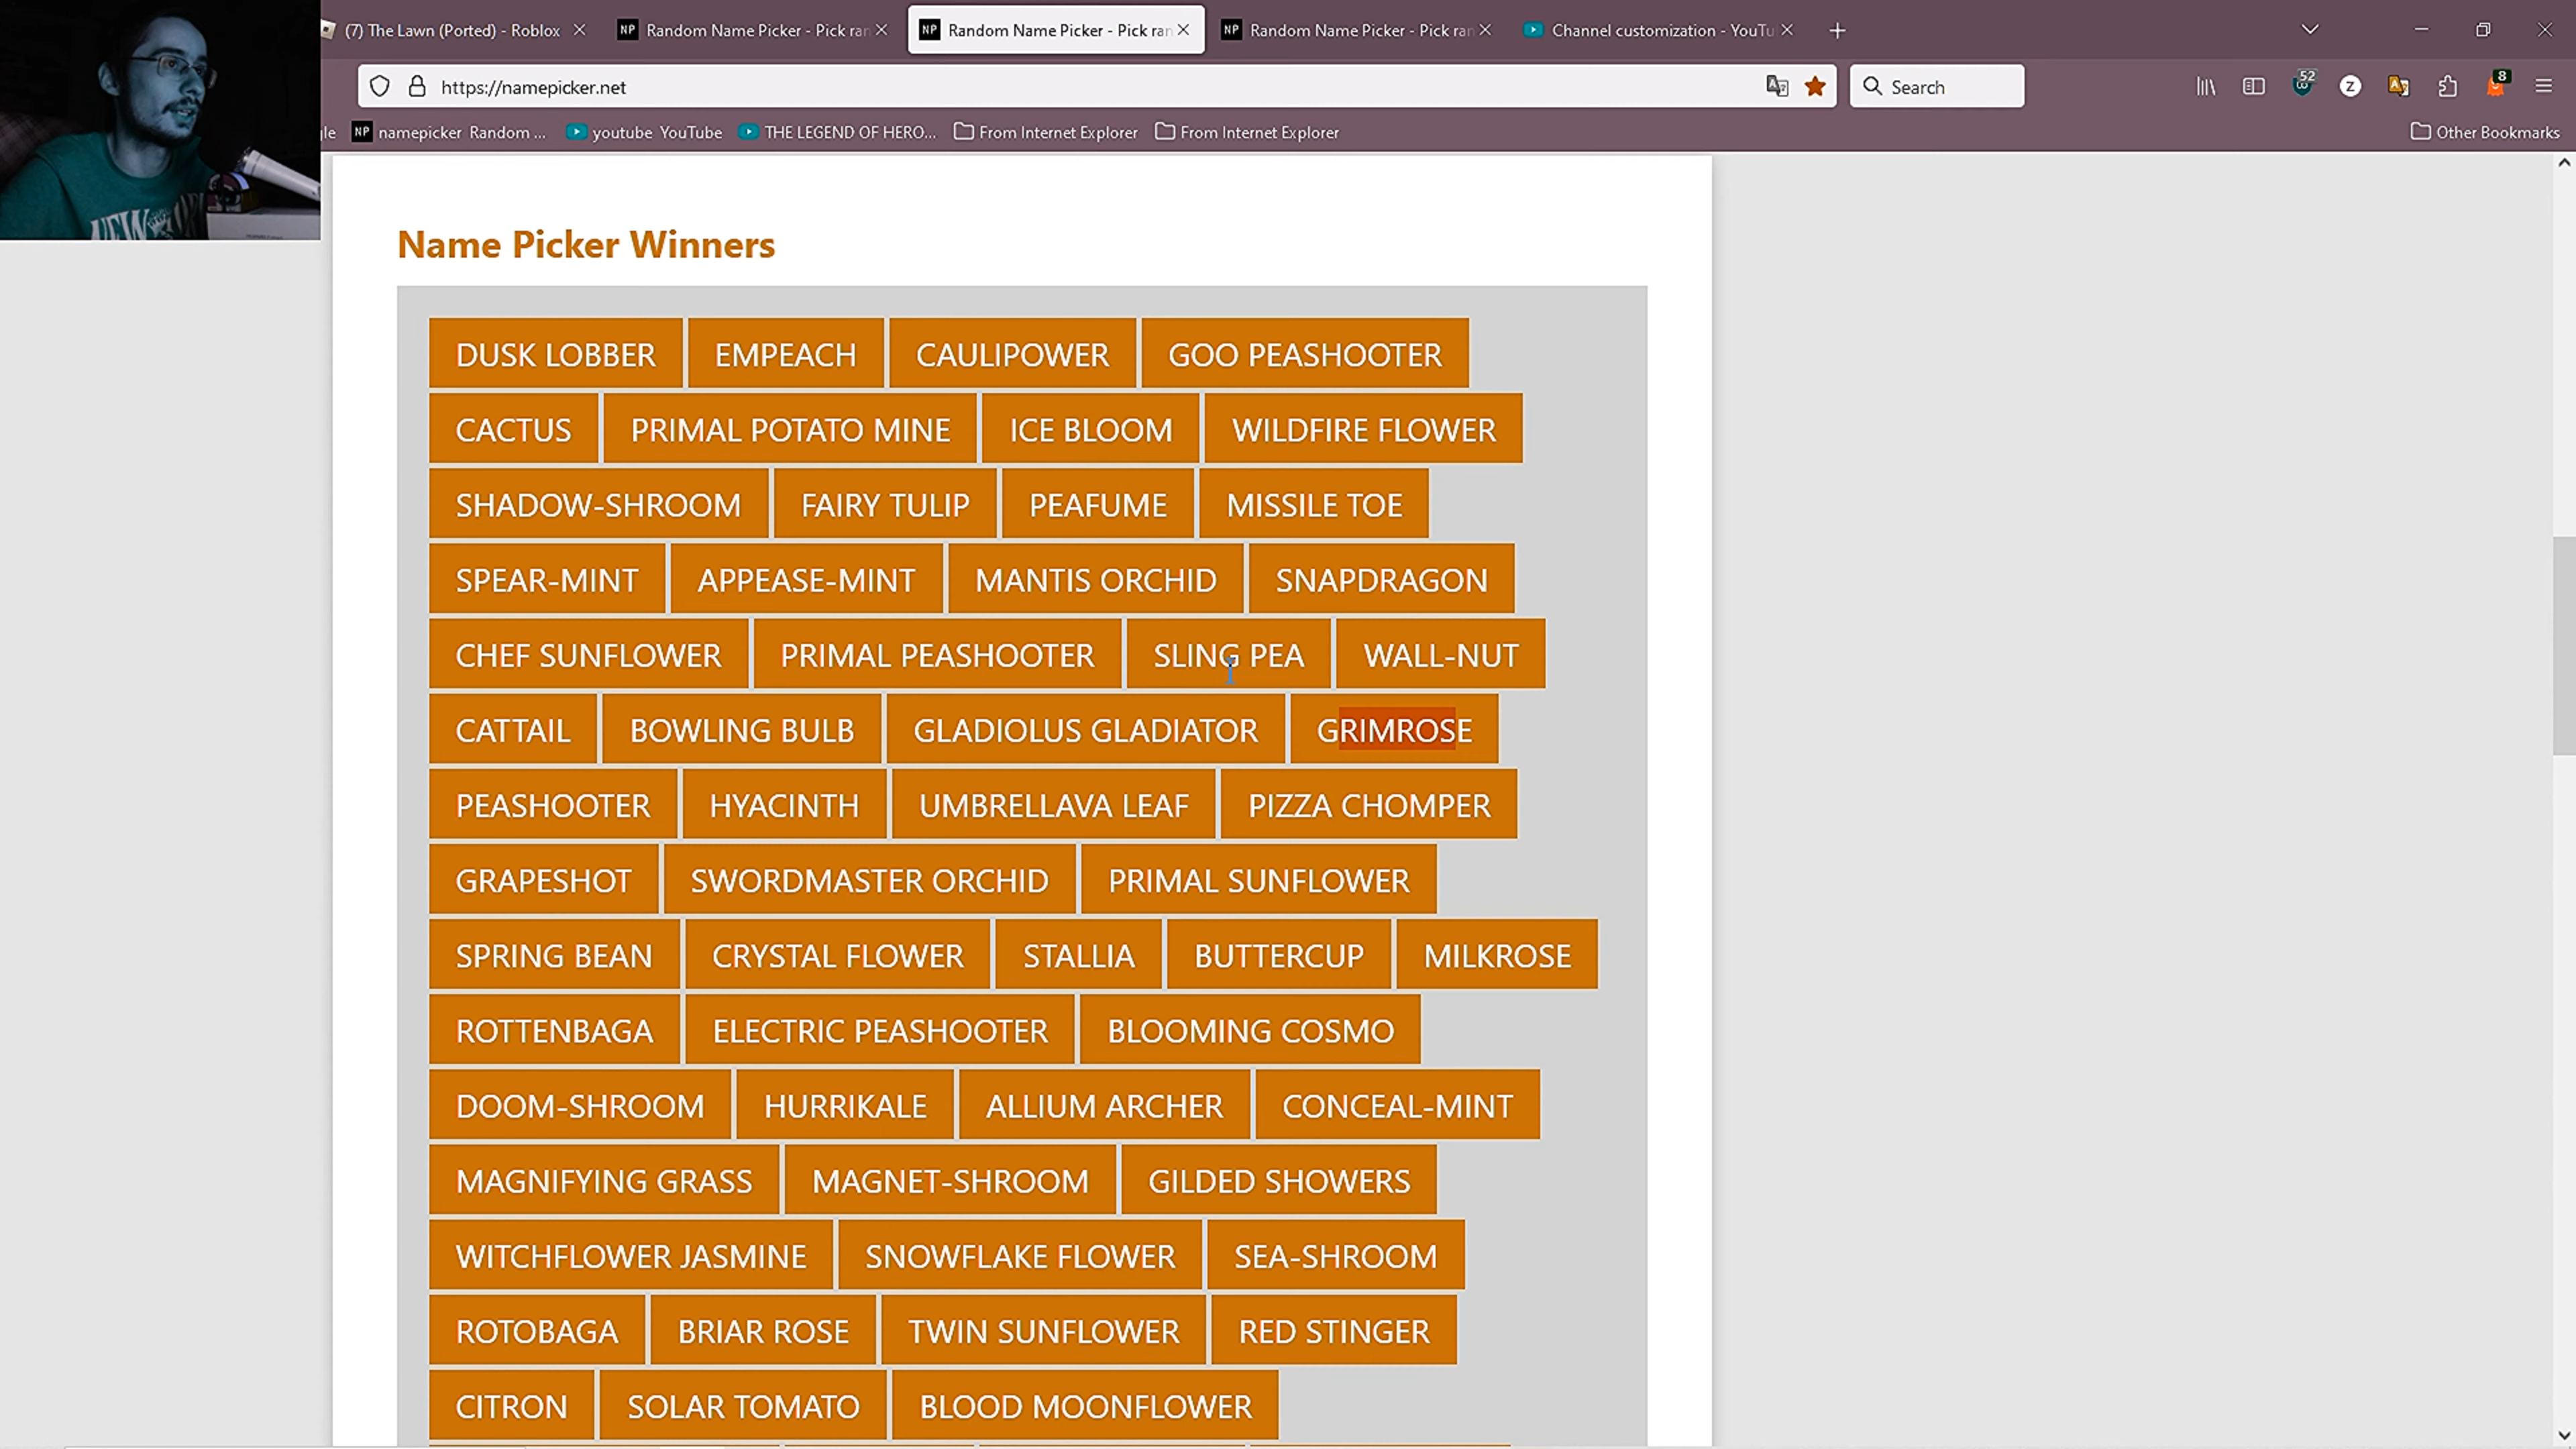 (7) The Lawn (Ported) - Roblox
NP Random Name Picker - Pick ran
NP Random Name Picker - Pick ran
NP Random Name Picker - Pick ran
Channel customization - YouTu
https://namepicker.net
Search
52
Z
8
le
NP namepicker Random ...
youtube YouTube
THE LEGEND OF HERO...
From Internet Explorer
From Internet Explorer
Other Bookmarks
Name Picker Winners
DUSK LOBBER EMPEACH CAULIPOWER GOO PEASHOOTER
CACTUS PRIMAL POTATO MINE ICE BLOOM WILDFIRE FLOWER
SHADOW-SHROOM FAIRY TULIP PEAFUME MISSILE TOE
SPEAR-MINT APPEASE-MINT MANTIS ORCHID SNAPDRAGON
CHEF SUNFLOWER PRIMAL PEASHOOTER SLING PEA WALL-NUT
CATTAIL BOWLING BULB GLADIOLUS GLADIATOR GRIMROSE
PEASHOOTER HYACINTH UMBRELLAVA LEAF PIZZA CHOMPER
GRAPESHOT SWORDMASTER ORCHID PRIMAL SUNFLOWER
SPRING BEAN CRYSTAL FLOWER STALLIA BUTTERCUP MILKROSE
ROTTENBAGA ELECTRIC PEASHOOTER BLOOMING COSMO
DOOM-SHROOM HURRIKALE ALLIUM ARCHER CONCEAL-MINT
MAGNIFYING GRASS MAGNET-SHROOM GILDED SHOWERS
WITCHFLOWER JASMINE SNOWFLAKE FLOWER SEA-SHROOM
ROTOBAGA BRIAR ROSE TWIN SUNFLOWER RED STINGER
CITRON SOLAR TOMATO BLOOD MOONFLOWER